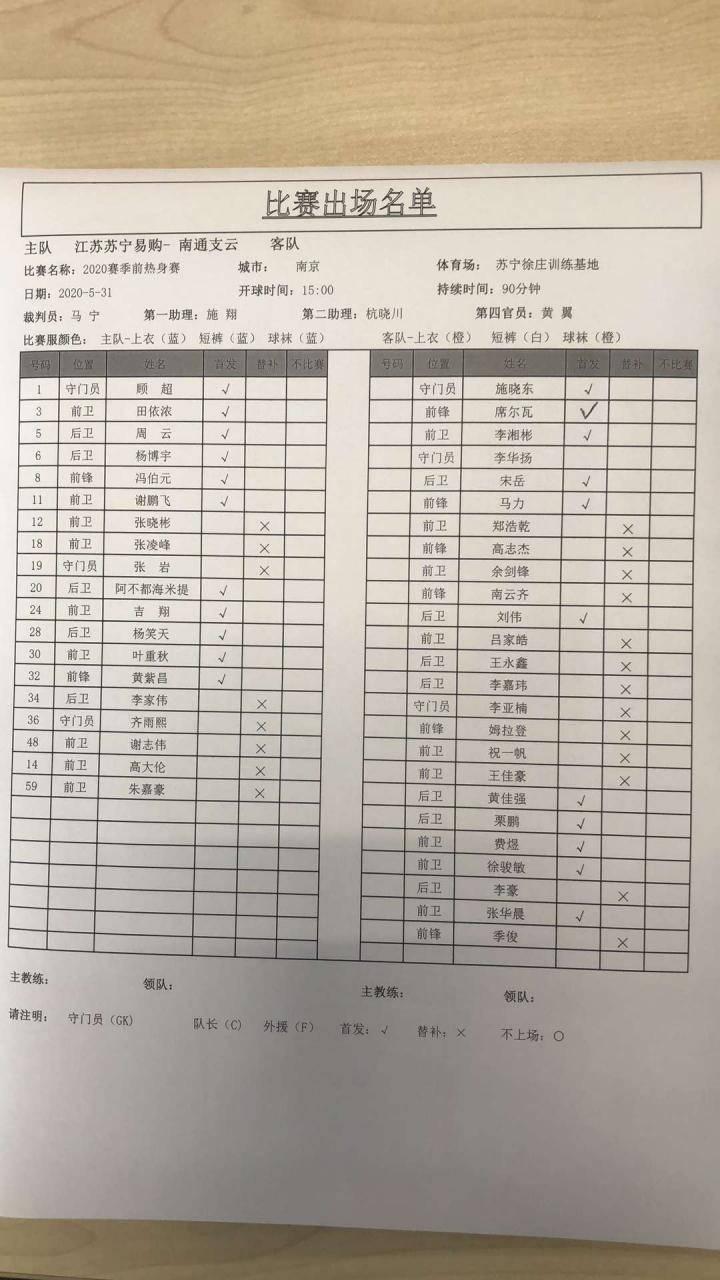 比赛出场名单
主队 江苏苏宁易购- 南通支云 客队
比赛名称：2020赛季前热身赛 城市： 南京 体育场： 苏宁徐庄训练基地
日期：2020-5-31 开球时间：15:00 持续时间：90分钟
裁判员：马 宁 第一助理：施 翔 第二助理：杭晓川 第四官员：黄 翼
比赛服颜色： 主队-上衣（蓝） 短裤（蓝） 球袜（蓝） 客队-上衣（橙） 短裤（白） 球袜（橙）
号码 位置 姓名 首发 替补 不比赛
1 守门员 顾 超 √
3 前卫 田依浓 √
5 后卫 周 云 √
6 后卫 杨博宇 √
8 前锋 冯伯元 √
11 前卫 谢鹏飞 √
12 前卫 张晓彬 ×
18 前卫 张凌峰 ×
19 守门员 张 岩 ×
20 后卫 阿不都海米提 √
24 前卫 吉 翔 √
28 后卫 杨笑天 √
30 前卫 叶重秋 √
32 前锋 黄紫昌 √
34 后卫 李家伟 ×
36 守门员 齐雨熙 ×
48 前卫 谢志伟 ×
14 前卫 高大伦 ×
59 前卫 朱嘉豪 ×
号码 位置 姓名 首发 替补 不比赛
守门员 施晓东 √
前锋 席尔瓦 √
前卫 李湘彬 √
守门员 李华扬
后卫 宋岳 √
前锋 马力 √
前卫 郑浩乾 ×
前锋 高志杰 ×
前卫 余剑锋 ×
前锋 南云齐 ×
后卫 刘伟 √
前卫 吕家皓 ×
后卫 王永鑫 ×
后卫 李嘉玮 ×
守门员 李亚楠 ×
前锋 姆拉登 ×
前卫 祝一帆 ×
前卫 王佳豪 ×
后卫 黄佳强 √
后卫 栗鹏 √
前卫 费煜 √
前卫 徐骏敏 √
后卫 李豪 ×
前卫 张华晨 √
前锋 季俊 ×
主教练： 领队： 主教练： 领队：
请注明： 守门员（GK） 队长（C） 外援（F） 首发：√ 替补：× 不上场：○